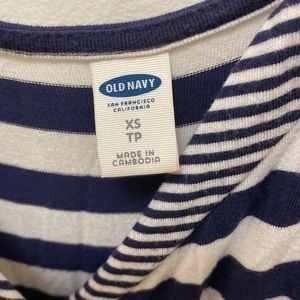 OLD NAVY
SAN FRANCISCO
CALIFORNIA
XS
TP
MADE IN
CAMBODIA